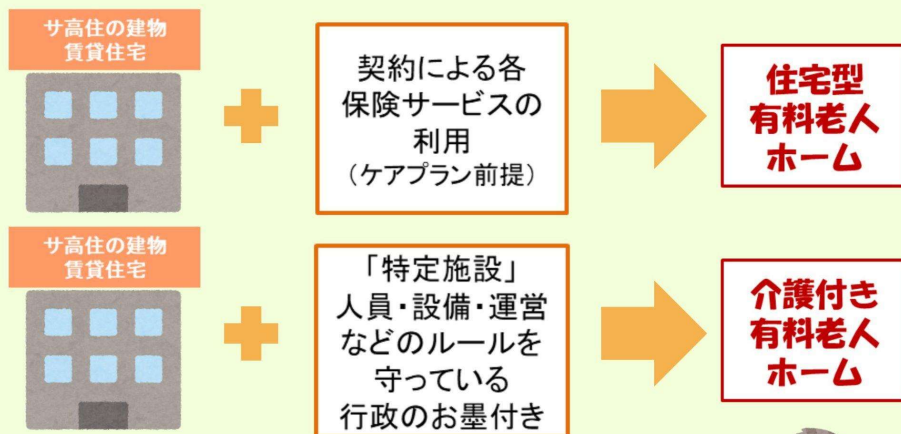 サ高住の建物
賃貸住宅
契約による各
保険サービスの
利用
（ケアプラン前提）
住宅型
有料老人
ホーム
サ高住の建物
賃貸住宅
「特定施設」
人員・設備・運営
などのルールを
守っている
行政のお墨付き
介護付き
有料老人
ホーム